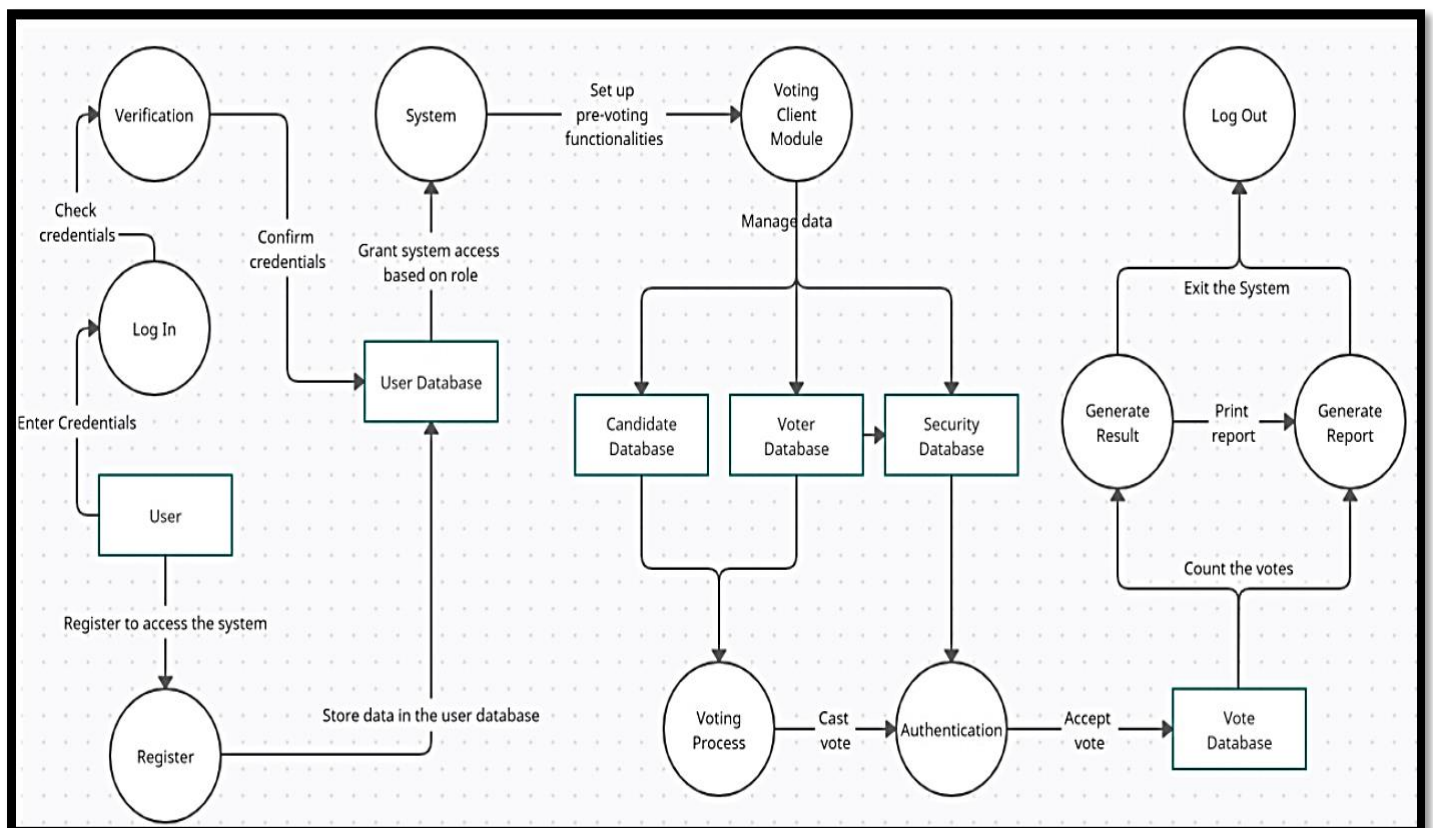 Verification
System
Set up
pre-voting
functionalities
Voting
Client
Module
Log Out
Check
credentials
Confirm
credentials
Grant system access
based on role
Manage data
Exit the System
Log In
User Database
Enter Credentials
Candidate
Database
Voter
Database
Security
Database
Generate
Result
Print
report
Generate
Report
User
Register to access the system
Count the votes
Store data in the user database
Register
Voting
Process
Cast
vote
Authentication
Accept
vote
Vote
Database